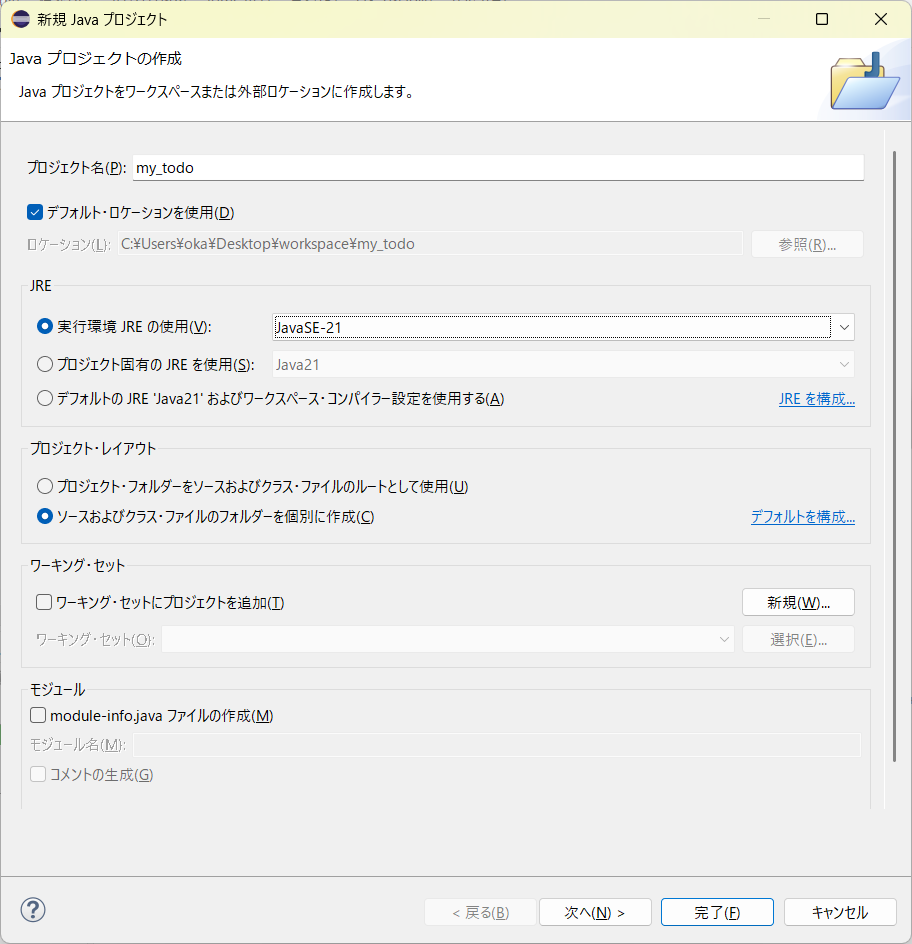 新規 Java プロジェクト
Java プロジェクトの作成
Java プロジェクトをワークスペースまたは外部ロケーションに作成します。
プロジェクト名(P): my_todo
デフォルト・ロケーションを使用(D)
ロケーション(L): C:¥Users¥oka¥Desktop¥workspace¥my_todo 参照(R)...
JRE
実行環境 JRE の使用(V): JavaSE-21
プロジェクト固有の JRE を使用(S): Java21
デフォルトの JRE 'Java21' およびワークスペース・コンパイラー設定を使用する(A) JRE を構成...
プロジェクト・レイアウト
プロジェクト・フォルダーをソースおよびクラス・ファイルのルートとして使用(U)
ソースおよびクラス・ファイルのフォルダーを個別に作成(C) デフォルトを構成...
ワーキング・セット
ワーキング・セットにプロジェクトを追加(T) 新規(W)...
ワーキング・セット(O): 選択(E)...
モジュール
module-info.java ファイルの作成(M)
モジュール名(M):
コメントの生成(G)
? < 戻る(B) 次へ(N) > 完了(F) キャンセル